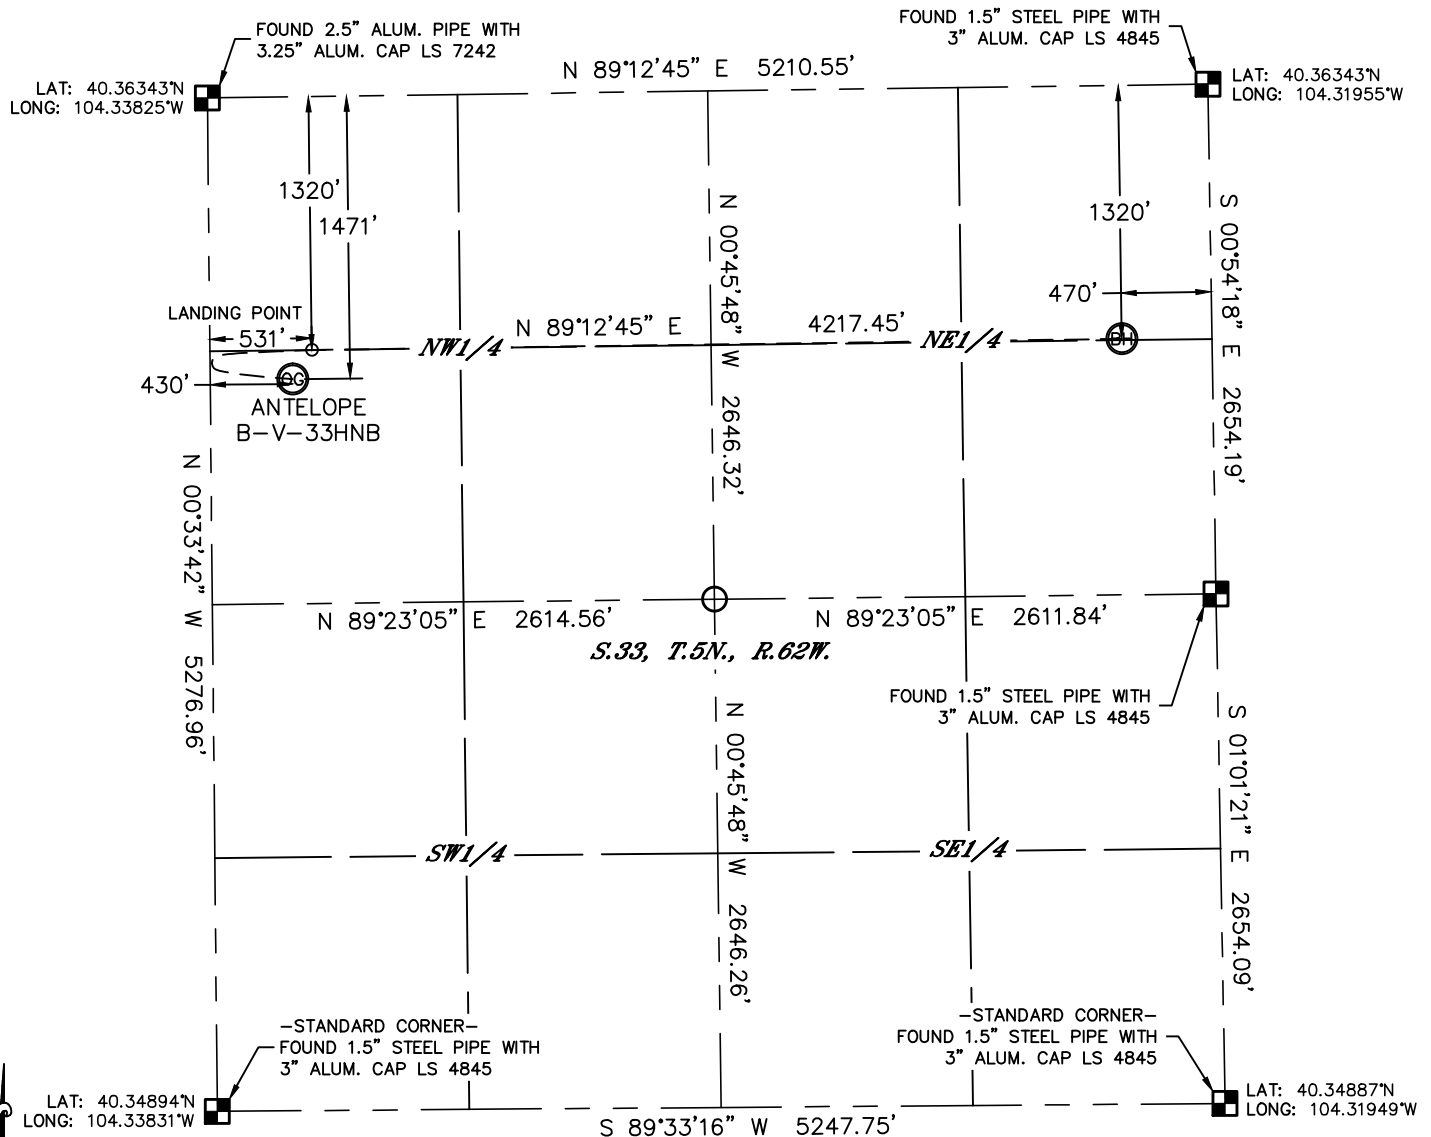 FOUND 2.5" ALUM. PIPE WITH
3.25" ALUM. CAP LS 7242
FOUND 1.5" STEEL PIPE WITH
3" ALUM. CAP LS 4845
LAT: 40.36343°N
LONG: 104.33825°W
N 89°12'45" E 5210.55'
LAT: 40.36343°N
LONG: 104.31955°W
1320'
1471'
N 00°45'48" W 2646.32'
1320'
S 00°54'18" E 2654.19'
470'
LANDING POINT
531'
N 89°12'45" E 4217.45'
NW1/4
NE1/4
BH
430'
OG
ANTELOPE
B-V-33HNB
N 00°33'42" W 5276.96'
N 89°23'05" E 2614.56'
N 89°23'05" E 2611.84'
S.33, T.5N., R.62W.
FOUND 1.5" STEEL PIPE WITH
3" ALUM. CAP LS 4845
N 00°45'48" W 2646.26'
S 01°01'21" E 2654.09'
SW1/4
SE1/4
-STANDARD CORNER-
FOUND 1.5" STEEL PIPE WITH
3" ALUM. CAP LS 4845
-STANDARD CORNER-
FOUND 1.5" STEEL PIPE WITH
3" ALUM. CAP LS 4845
LAT: 40.34894°N
LONG: 104.33831°W
LAT: 40.34887°N
LONG: 104.31949°W
S 89°33'16" W 5247.75'